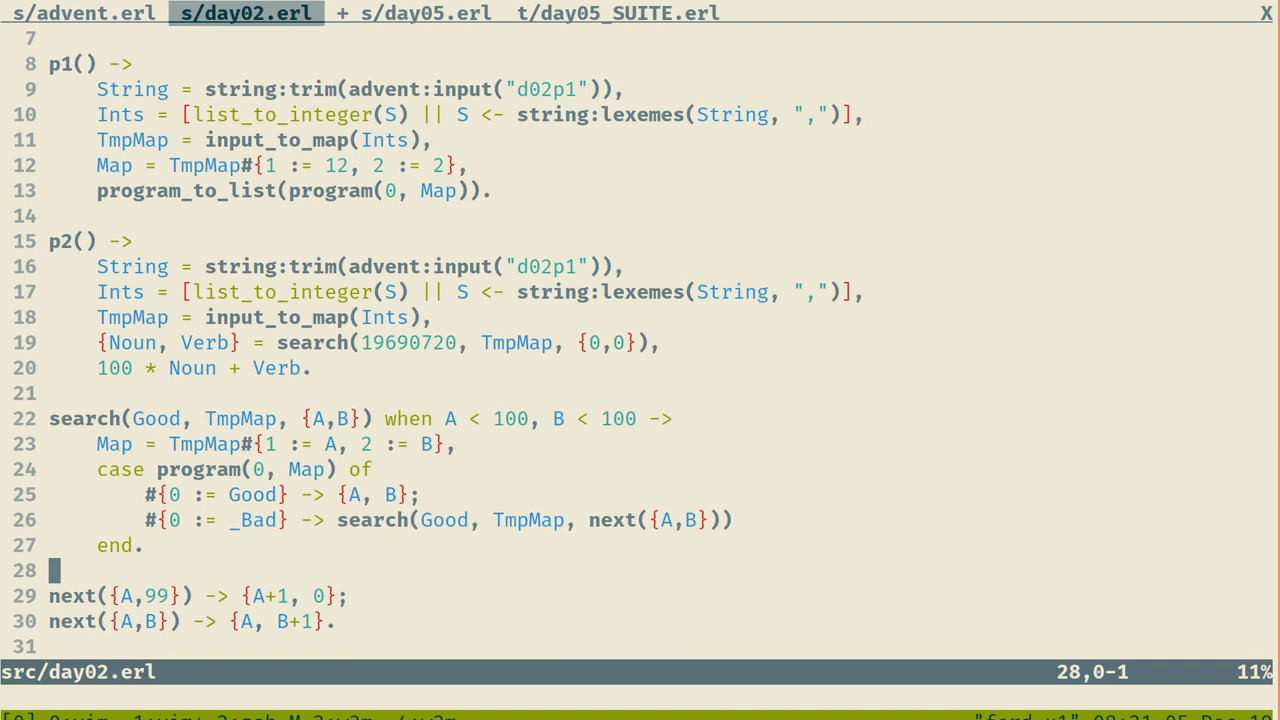 s/advent.erl  s/day02.erl  + s/day05.erl  t/day05_SUITE.erl  X
7
8 p1() ->
9     String = string:trim(advent:input("d02p1")),
10     Ints = [list_to_integer(S) || S <- string:lexemes(String, ",")],
11     TmpMap = input_to_map(Ints),
12     Map = TmpMap#{1 := 12, 2 := 2},
13     program_to_list(program(0, Map)).
14
15 p2() ->
16     String = string:trim(advent:input("d02p1")),
17     Ints = [list_to_integer(S) || S <- string:lexemes(String, ",")],
18     TmpMap = input_to_map(Ints),
19     {Noun, Verb} = search(19690720, TmpMap, {0,0}),
20     100 * Noun + Verb.
21
22 search(Good, TmpMap, {A,B}) when A < 100, B < 100 ->
23     Map = TmpMap#{1 := A, 2 := B},
24     case program(0, Map) of
25         #{0 := Good} -> {A, B};
26         #{0 := _Bad} -> search(Good, TmpMap, next({A,B}))
27     end.
28
29 next({A,99}) -> {A+1, 0};
30 next({A,B}) -> {A, B+1}.
31
src/day02.erl  28,0-1  11%